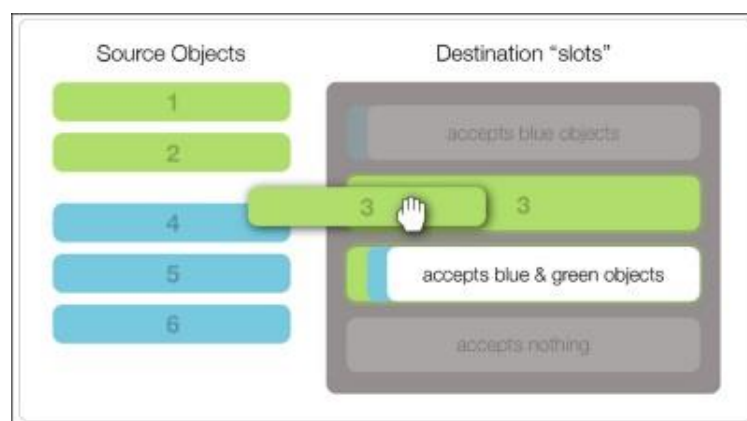 Source Objects
Destination “slots”
1
2
4
5
6
accepts blue objects
3
3
accepts blue & green objects
accepts nothing